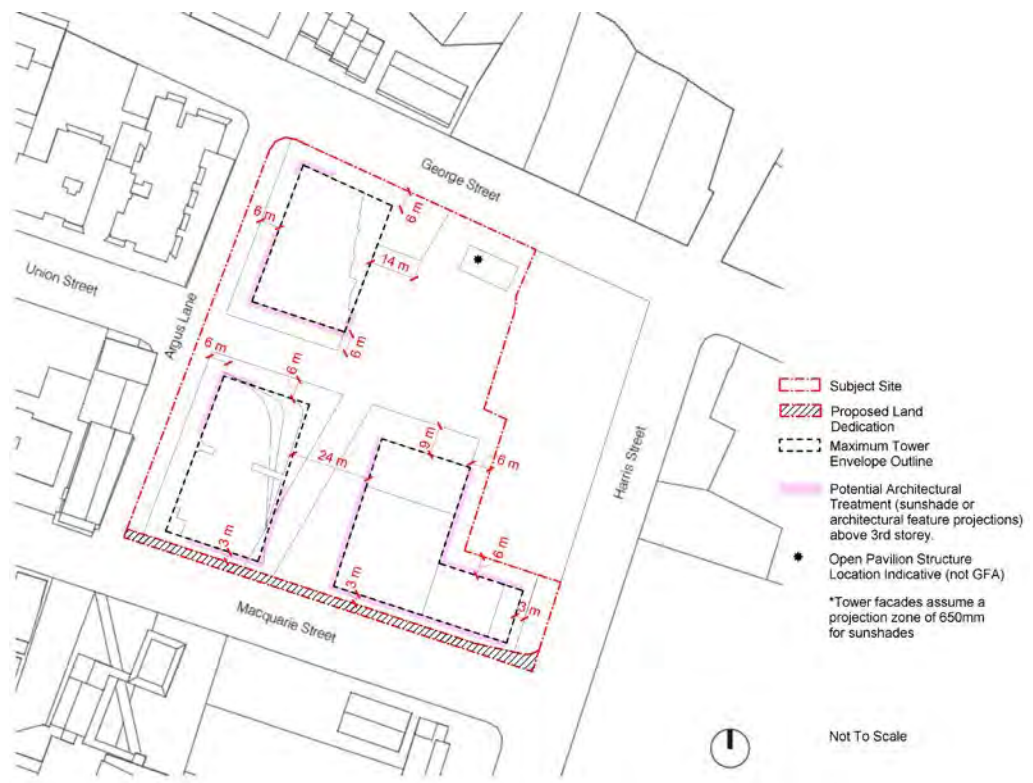 George Street
6 m
6 m
14 m
Union Street
Argus Lane
6 m
6 m
6 m
9 m
6 m
24 m
Harris Street
6 m
3 m
3 m
3 m
Macquarie Street
Subject Site
Proposed Land
Dedication
Maximum Tower
Envelope Outline
Potential Architectural
Treatment (sunshade or
architectural feature projections)
above 3rd storey.
Open Pavilion Structure
Location Indicative (not GFA)
*Tower facades assume a
projection zone of 650mm
for sunshades
Not To Scale